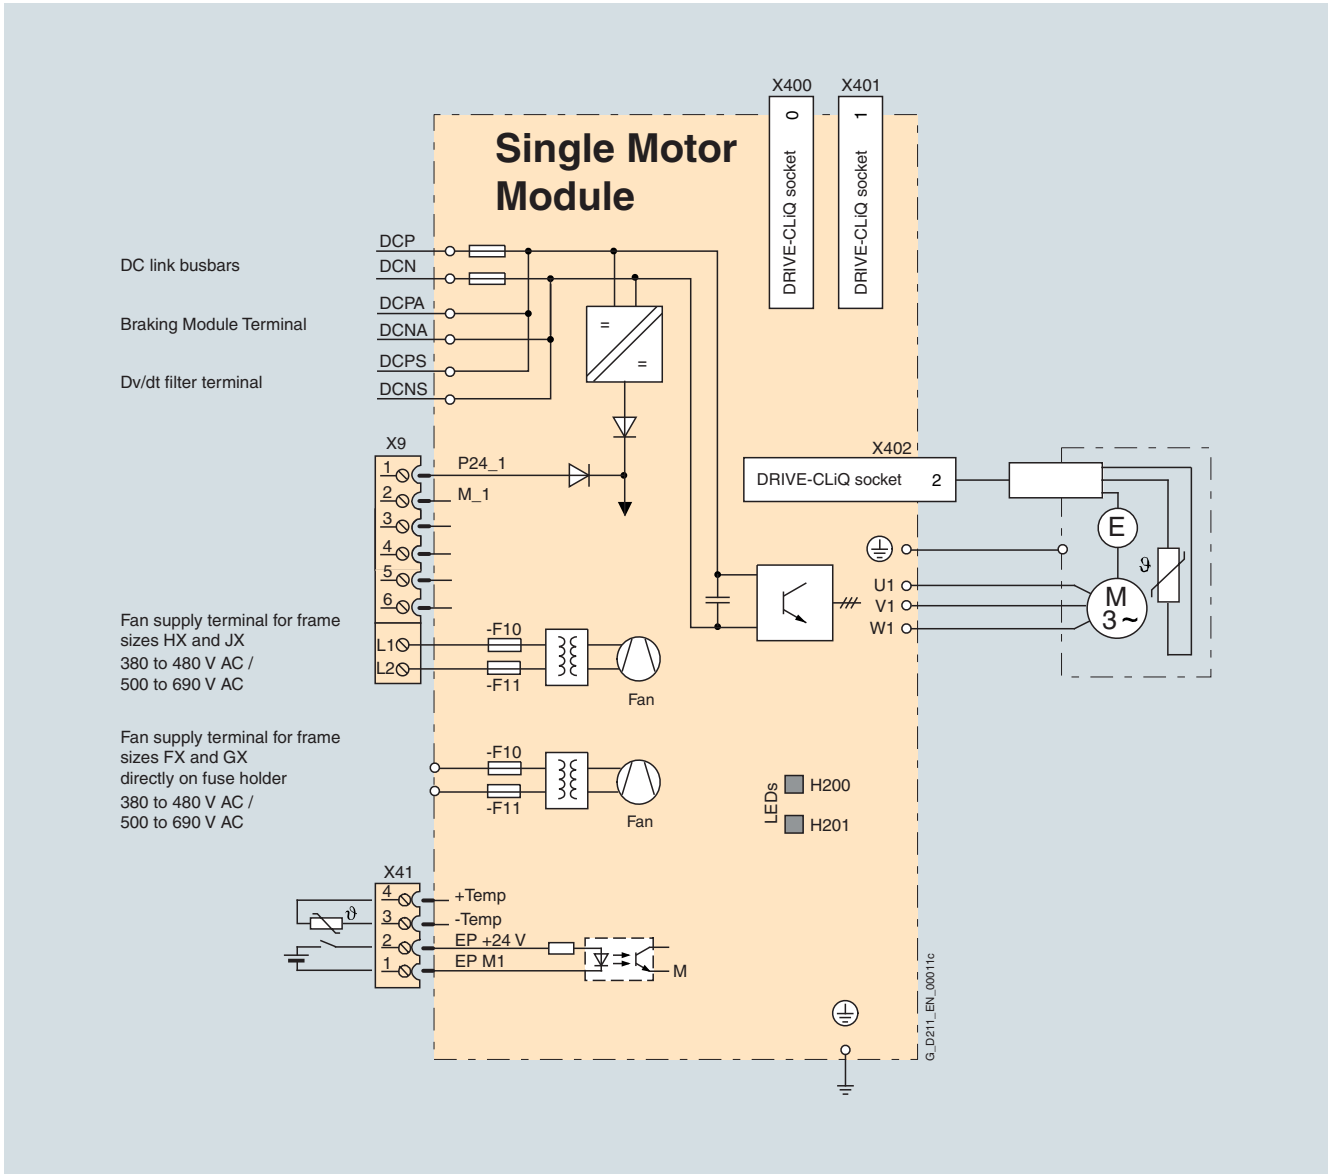 X400
X401
DRIVE-CLiQ socket 0
DRIVE-CLiQ socket 1
Single Motor
Module
DC link busbars
DCP
DCN
Braking Module Terminal
DCPA
DCNA
Dv/dt filter terminal
DCPS
DCNS
=
=
X9
1
P24_1
2
M_1
3
4
5
6
X402
DRIVE-CLiQ socket 2
E
ϑ
U1
V1
W1
M
3 ~
Fan supply terminal for frame
sizes HX and JX
380 to 480 V AC /
500 to 690 V AC
L1
L2
-F10
-F11
Fan
Fan supply terminal for frame
sizes FX and GX
directly on fuse holder
380 to 480 V AC /
500 to 690 V AC
-F10
-F11
Fan
LEDs
H200
H201
X41
4
+Temp
ϑ
3
-Temp
2
EP +24 V
1
EP M1
M
G_D211_EN_00011c